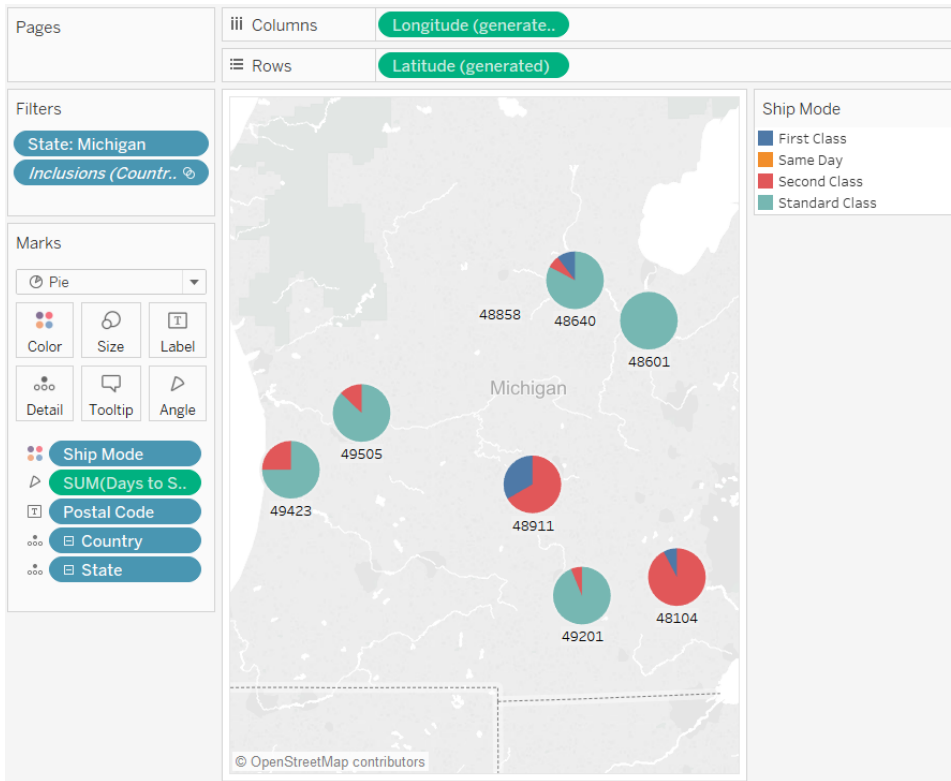 Pages
iii Columns
Longitude (generate..
Rows
Latitude (generated)
Filters
State: Michigan
Inclusions (Countr..
Marks
Pie
Color
Size
T
Label
Detail
Tooltip
Angle
Ship Mode
SUM(Days to S..
T
Postal Code
Country
State
48858
48640
48601
Michigan
49505
49423
48911
49201
48104
© OpenStreetMap contributors
Ship Mode
First Class
Same Day
Second Class
Standard Class